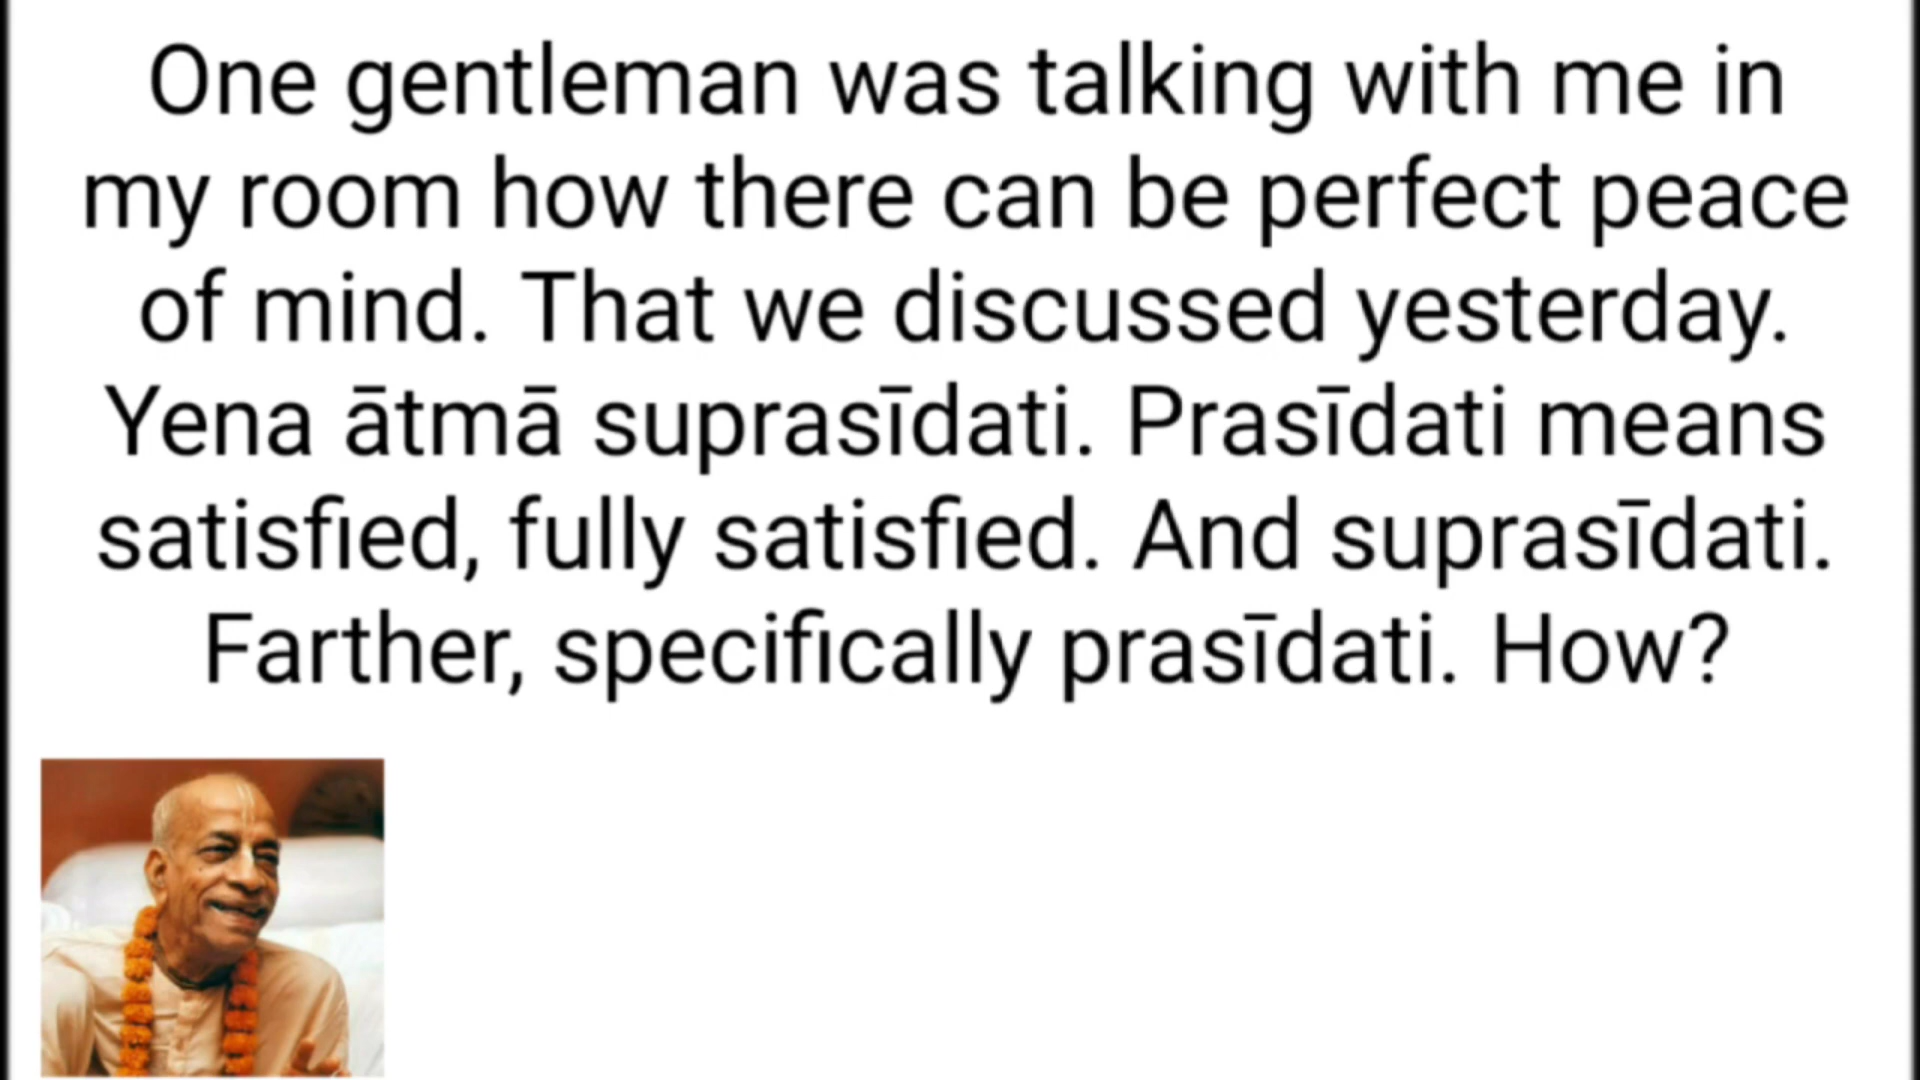 One gentleman was talking with me in
my room how there can be perfect peace
of mind. That we discussed yesterday.
Yena ātmā suprasīdati. Prasīdati means
satisfied, fully satisfied. And suprasīdati.
Farther, specifically prasīdati. How?